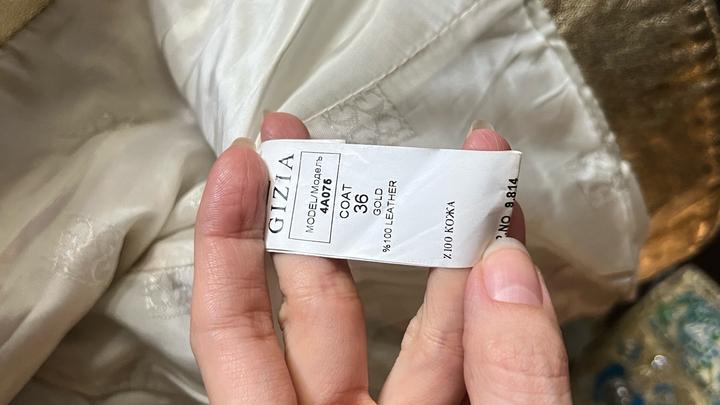 GIZIA
MODEL/Модель
4A075
COAT
36
GOLD
%100 LEATHER
%100 КОЖА
P.NO 9.814